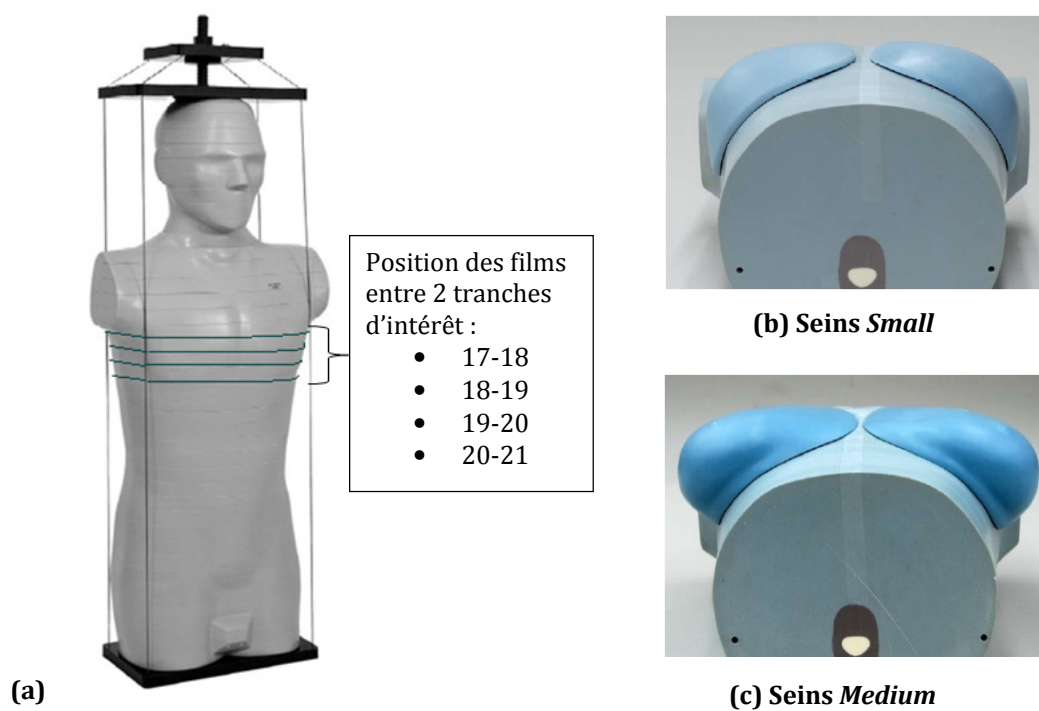 Position des films
entre 2 tranches
d'intérêt :
• 17-18
• 18-19
• 19-20
• 20-21
(a)
(b) Seins Small
(c) Seins Medium